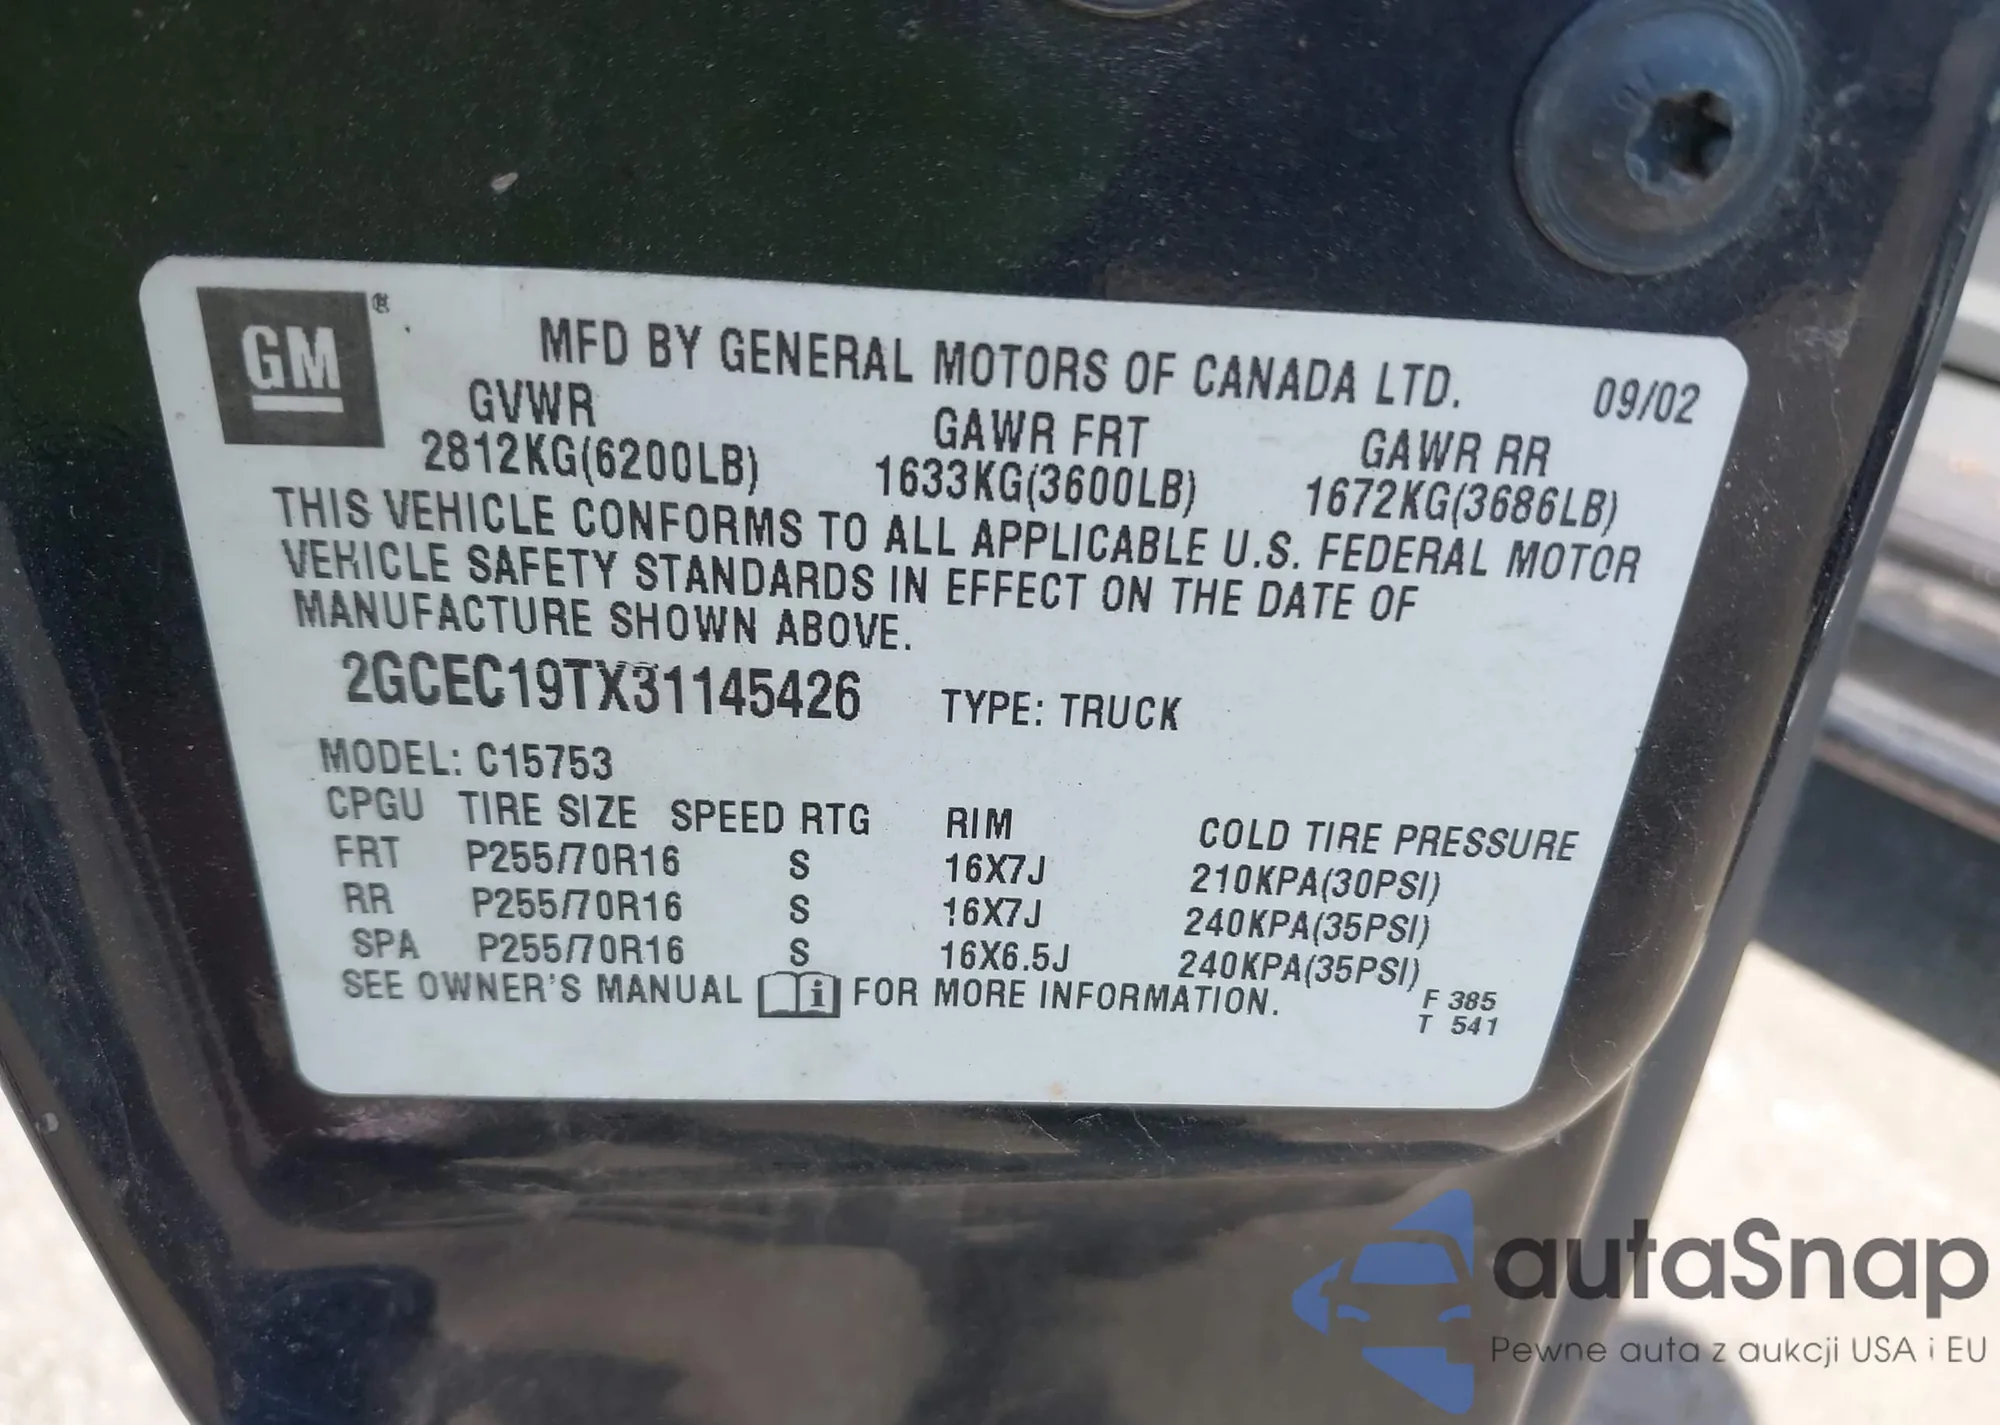 GM ®
MFD BY GENERAL MOTORS OF CANADA LTD. 09/02
GVWR GAWR FRT GAWR RR
2812KG(6200LB) 1633KG(3600LB) 1672KG(3686LB)
THIS VEHICLE CONFORMS TO ALL APPLICABLE U.S. FEDERAL MOTOR
VEHICLE SAFETY STANDARDS IN EFFECT ON THE DATE OF
MANUFACTURE SHOWN ABOVE.
2GCEC19TX31145426 TYPE: TRUCK
MODEL: C15753
CPGU TIRE SIZE SPEED RTG RIM COLD TIRE PRESSURE
FRT P255/70R16 S 16X7J 210KPA(30PSI)
RR P255/70R16 S 16X7J 240KPA(35PSI)
SPA P255/70R16 S 16X6.5J 240KPA(35PSI)
SEE OWNER'S MANUAL i FOR MORE INFORMATION.
F 385
T 541
autaSnap
Pewne auta z aukcji USA i EU